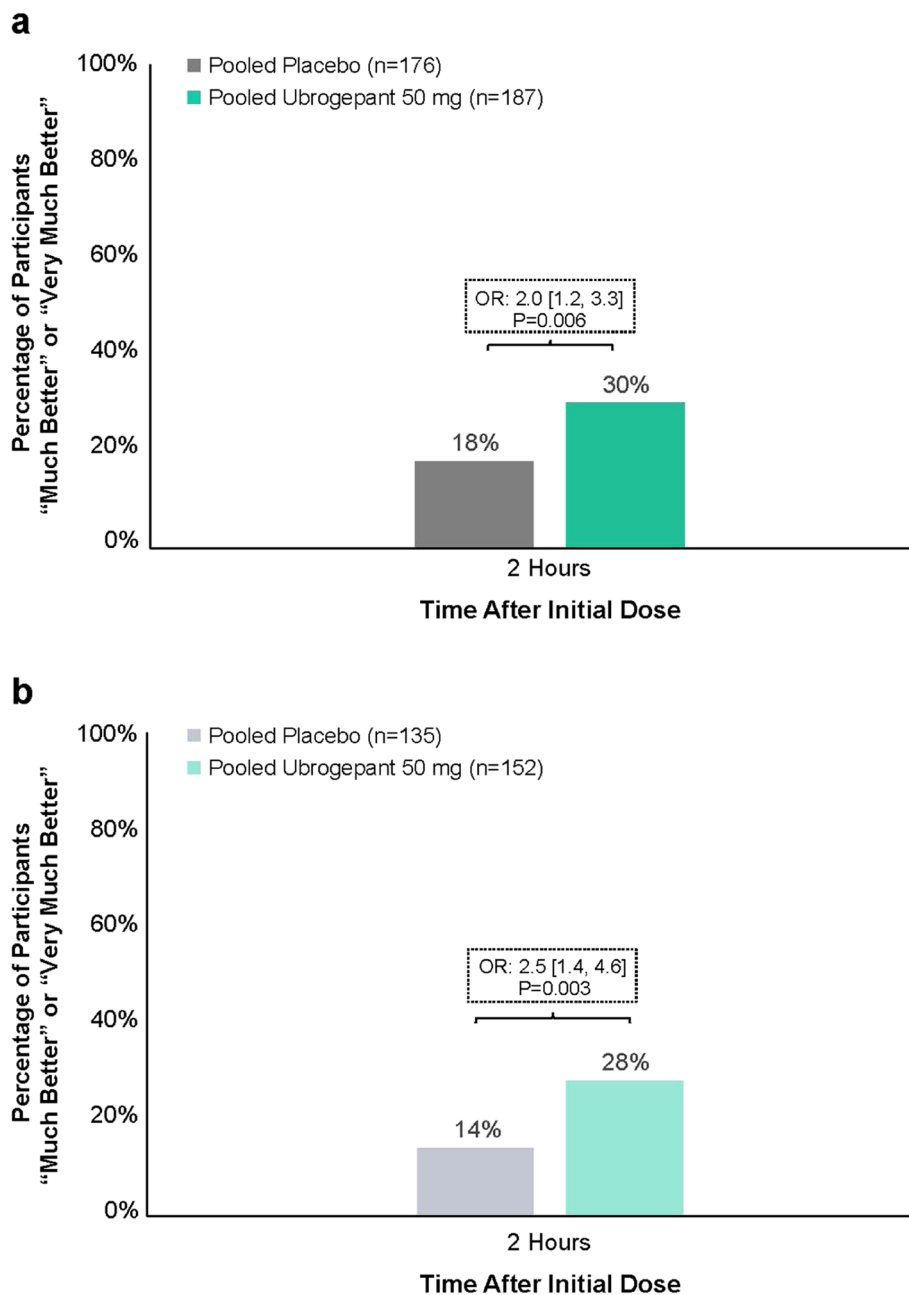 a
Percentage of Participants
“Much Better” or “Very Much Better”
100%
80%
60%
40%
20%
0%
Pooled Placebo (n=176)
Pooled Ubrogepant 50 mg (n=187)
OR: 2.0 [1.2, 3.3]
P=0.006
18%
30%
2 Hours
Time After Initial Dose
b
Percentage of Participants
“Much Better” or “Very Much Better”
100%
80%
60%
40%
20%
0%
Pooled Placebo (n=135)
Pooled Ubrogepant 50 mg (n=152)
OR: 2.5 [1.4, 4.6]
P=0.003
14%
28%
2 Hours
Time After Initial Dose